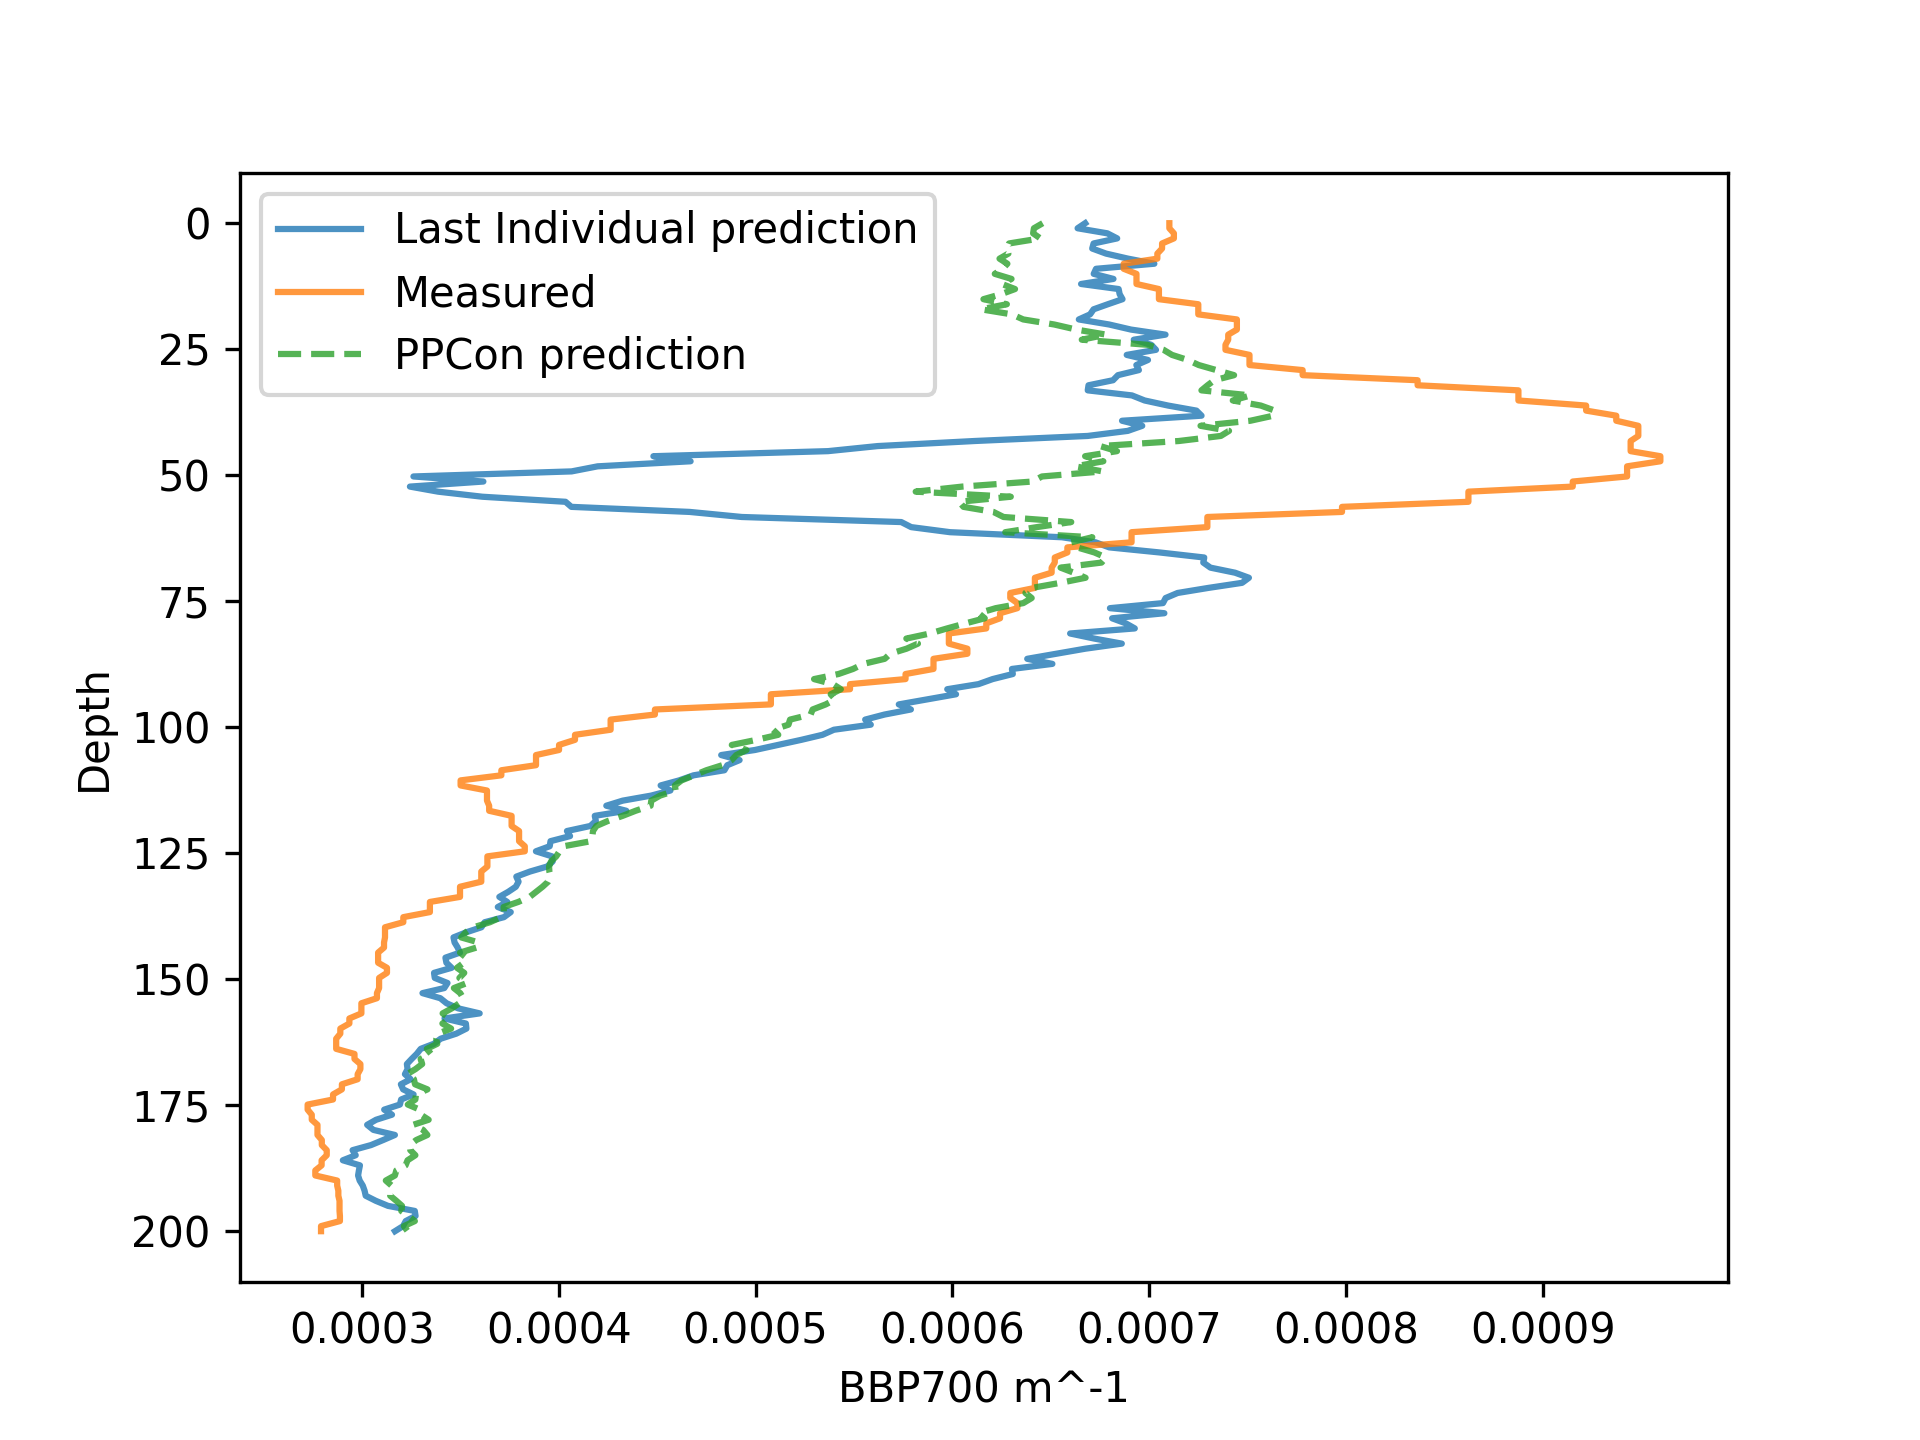 Last Individual prediction
Measured
PPCon prediction
0
25
50
75
100
125
150
175
200
Depth
0.0003 0.0004 0.0005 0.0006 0.0007 0.0008 0.0009
BBP700 m^-1